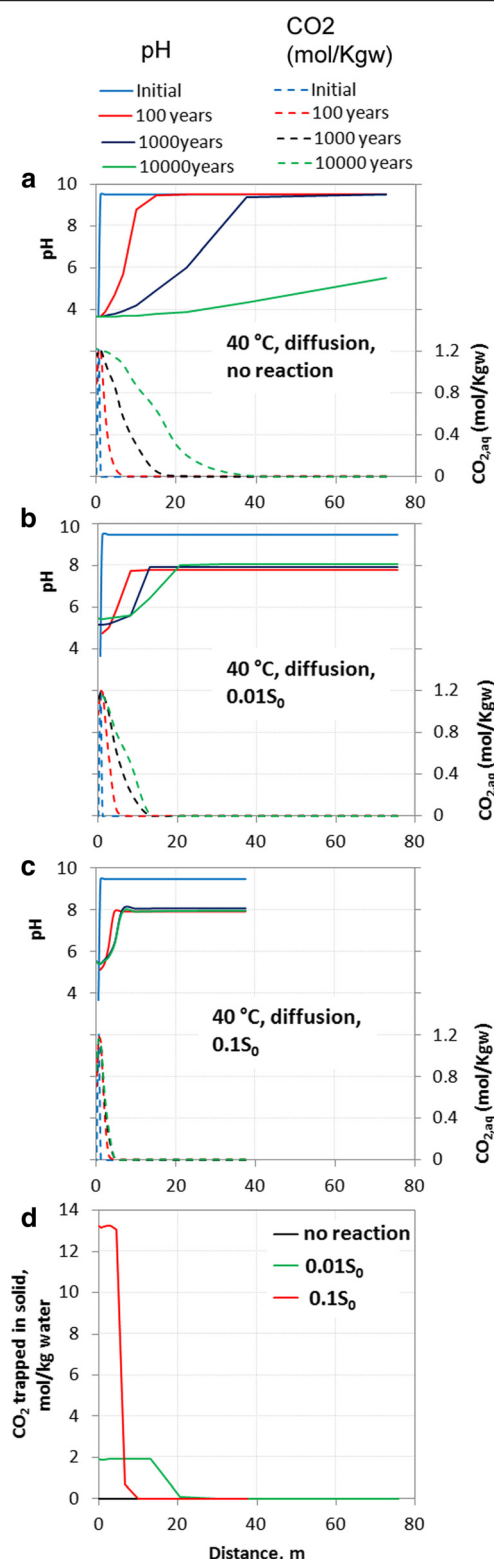 pH
CO2
(mol/Kgw)
Initial
100 years
1000years
10000years
Initial
100 years
1000 years
10000 years
a
10
8
6
4
pH
40 °C, diffusion,
no reaction
1.2
0.8
0.4
0
CO2,aq (mol/Kgw)
0 20 40 60 80
b
10
8
6
4
pH
40 °C, diffusion,
0.01S0
1.2
0.8
0.4
0
CO2,aq (mol/Kgw)
0 20 40 60 80
c
10
8
6
4
pH
40 °C, diffusion,
0.1S0
1.2
0.8
0.4
0
CO2,aq (mol/Kgw)
0 20 40 60 80
d
14
12
10
8
6
4
2
0
CO2 trapped in solid,
mol/kg water
no reaction
0.01S0
0.1S0
0 20 40 60 80
Distance, m